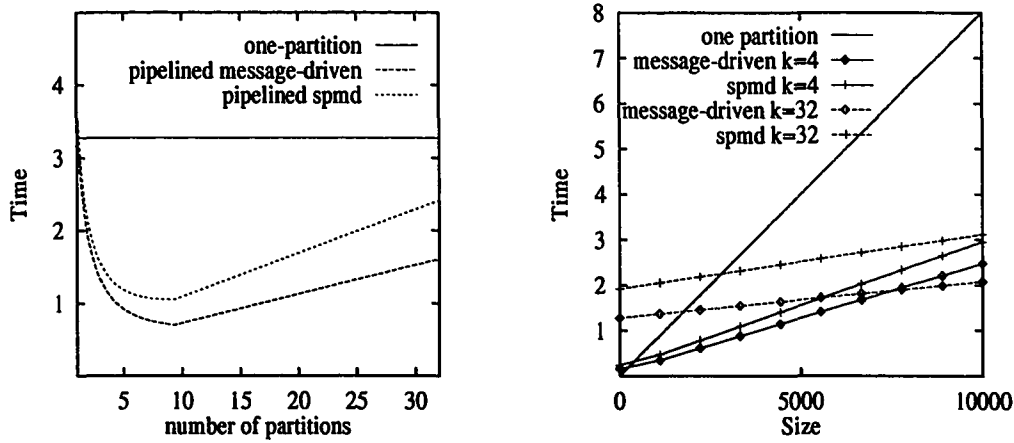 one-partition
pipelined message-driven
pipelined spmd
4
3
2
1
Time
5
10
15
20
25
30
number of partitions
one partition
message-driven k=4
spmd k=4
message-driven k=32
spmd k=32
8
7
6
5
4
3
2
1
Time
0
5000
10000
Size